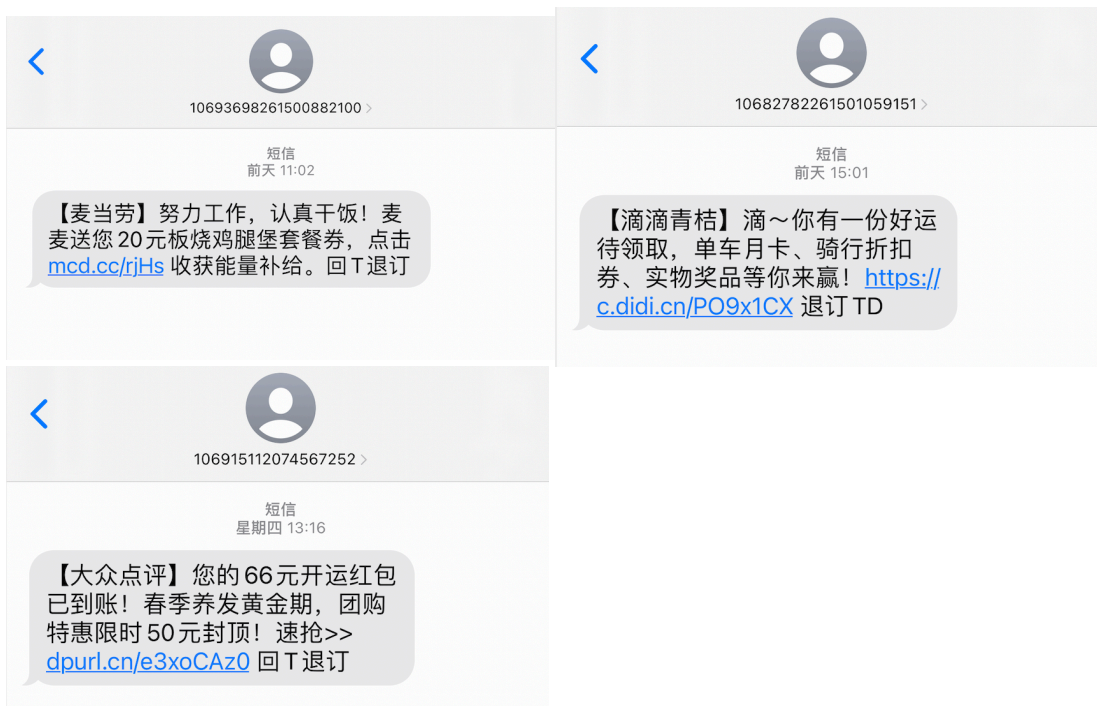 10693698261500882100
短信
前天 11:02
【麦当劳】努力工作，认真干饭！麦
麦送您20元板烧鸡腿堡套餐券，点击
mcd.cc/rjHs 收获能量补给。回T退订
10682782261501059151
短信
前天 15:01
【滴滴青桔】滴～你有一份好运
待领取，单车月卡、骑行折扣
券、实物奖品等你来赢！https://
c.didi.cn/PO9x1CX 退订TD
106915112074567252
短信
星期四 13:16
【大众点评】您的66元开运红包
已到账！春季养发黄金期，团购
特惠限时50元封顶！速抢>>
dpurl.cn/e3xoCAz0 回T退订